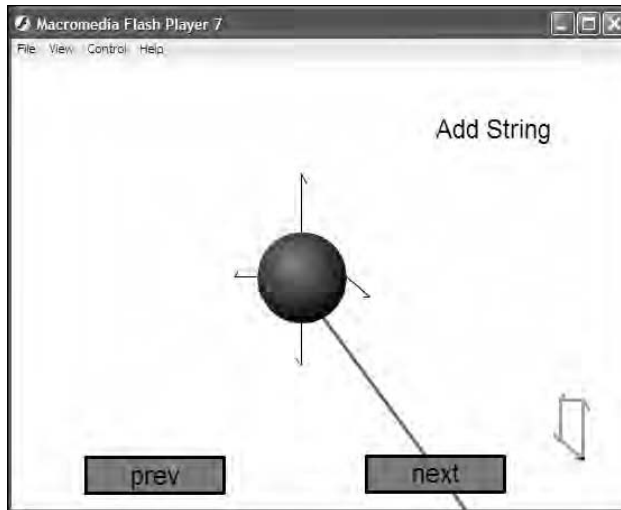 Macromedia Flash Player 7
File View Control Help
Add String
prev
next